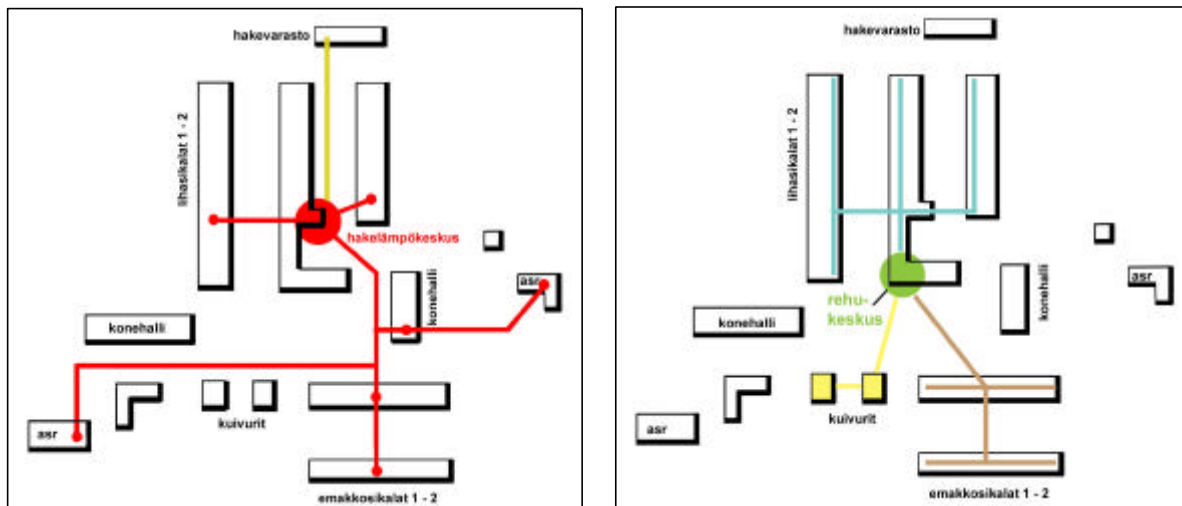 hakevarasto
lihasikalat 1 - 2
hakelämpökeskus
konehalli
asr
konehalli
kuivurit
asr
emakkosikalat 1 - 2
hakevarasto
lihasikalat 1 - 2
asr
konehalli
rehu-
keskus
konehalli
kuivurit
asr
emakkosikalat 1 - 2